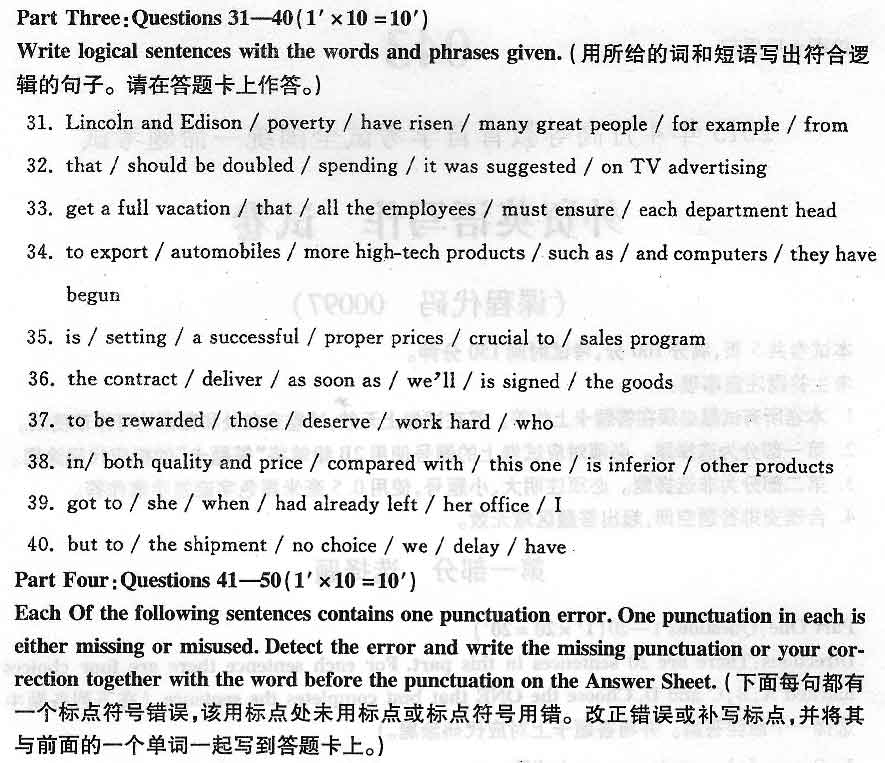 Part Three:Questions 31—40(1′×10=10′)
Write logical sentences with the words and phrases given. (用所给的词和短语写出符合逻
辑的句子。请在答题卡上作答。)
31. Lincoln and Edison / poverty / have risen / many great people / for example / from
32. that / should be doubled / spending / it was suggested / on TV advertising
33. get a full vacation / that / all the employees / must ensure / each department head
34. to export / automobiles / more high-tech products / such as / and computers / they have
begun
35. is / setting / a successful / proper prices / crucial to / sales program
36. the contract / deliver / as soon as / we'll / is signed / the goods
37. to be rewarded / those / deserve / work hard / who
38. in/ both quality and price / compared with / this one / is inferior / other products
39. got to / she / when / had already left / her office / I
40. but to / the shipment / no choice / we / delay / have
Part Four:Questions 41—50(1′×10=10′)
Each Of the following sentences contains one punctuation error. One punctuation in each is
either missing or misused. Detect the error and write the missing punctuation or your cor-
rection together with the word before the punctuation on the Answer Sheet. (下面每句都有
一个标点符号错误,该用标点处未用标点或标点符号用错。改正错误或补写标点,并将其
与前面的一个单词一起写到答题卡上。)